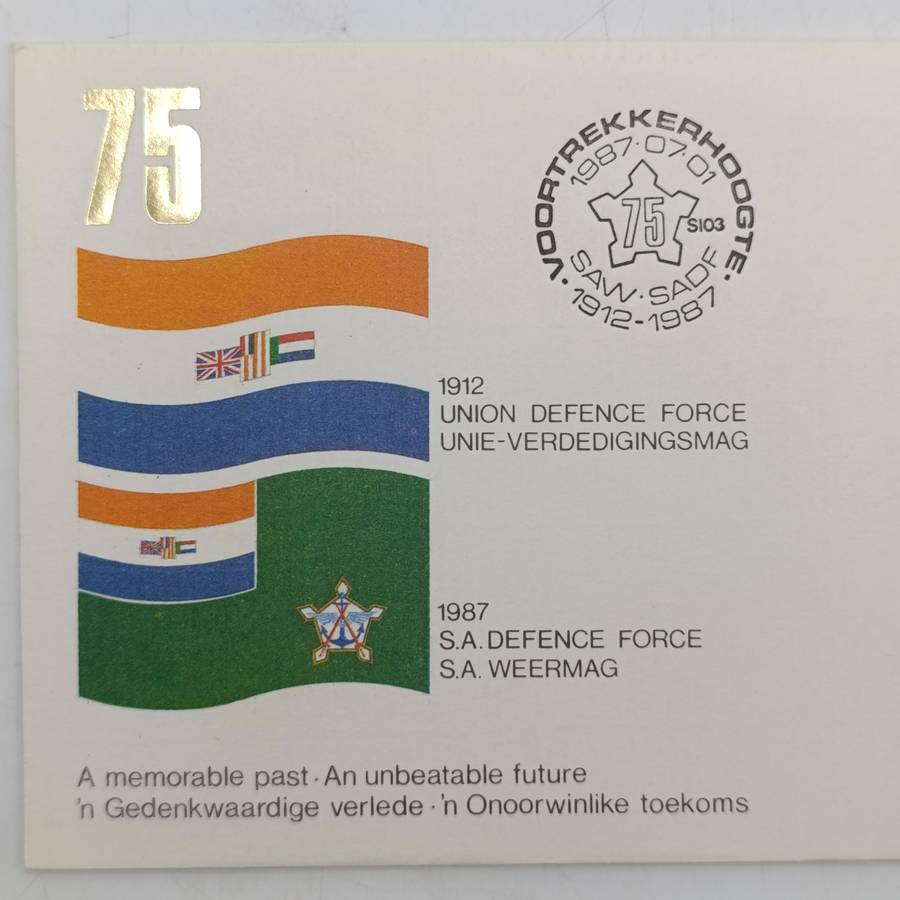 75
VOORTREKKERHOOGTE
1987·07·01
75
S103
SAW·SADF
1912-1987
1912
UNION DEFENCE FORCE
UNIE-VERDEDIGINGSMAG
1987
S.A. DEFENCE FORCE
S.A. WEERMAG
A memorable past · An unbeatable future
'n Gedenkwaardige verlede · 'n Onoorwinlike toekoms